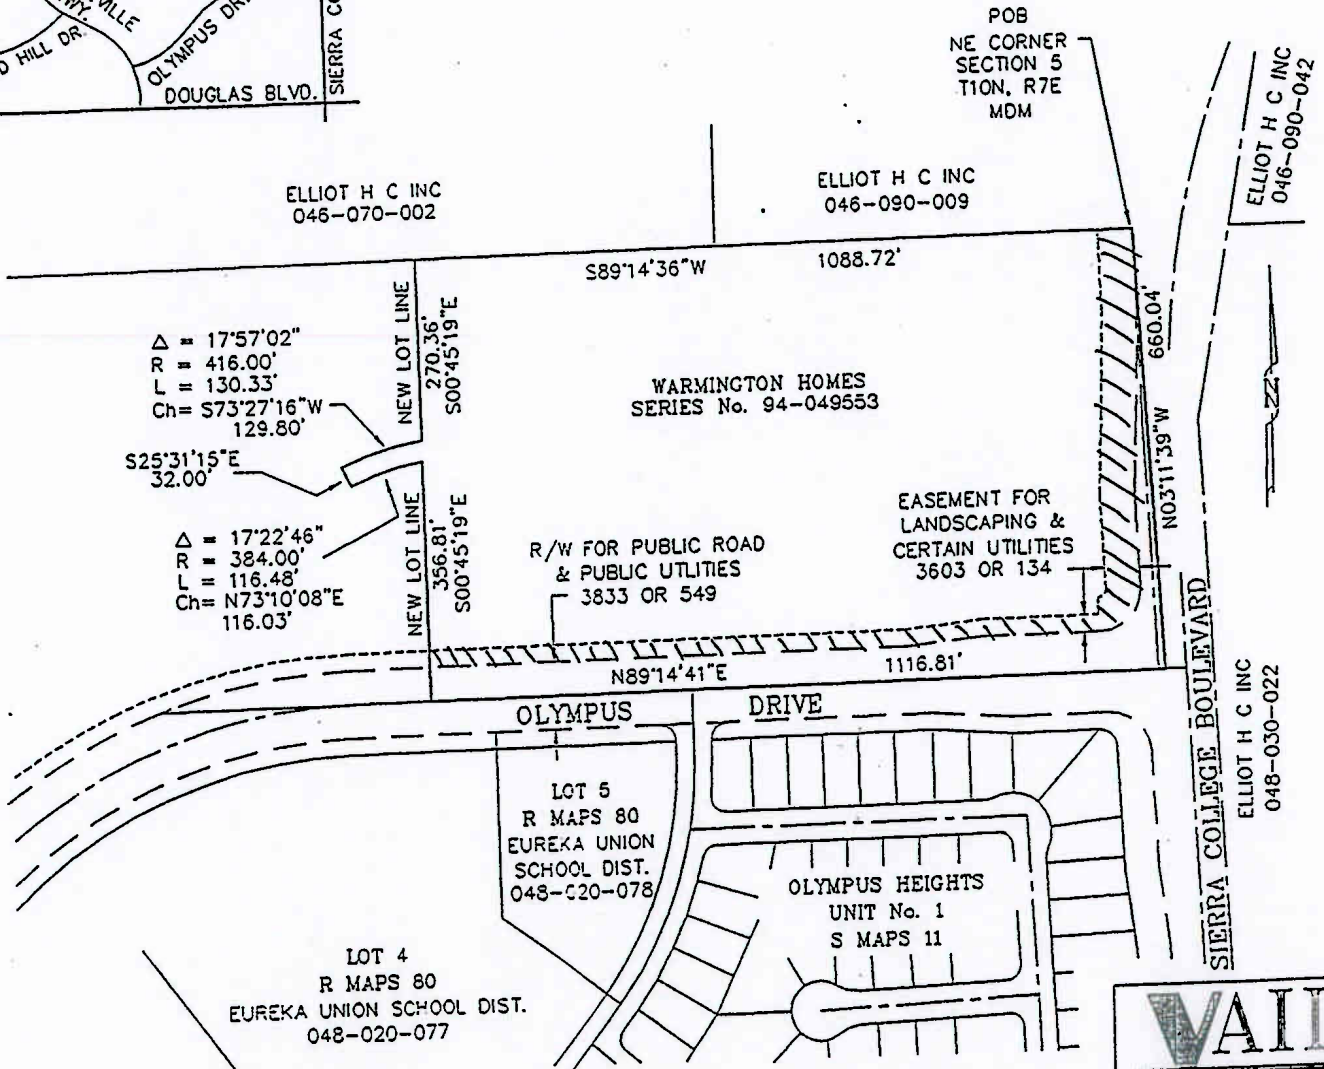 VILLE
WY.
D HILL DR.
OLYMPUS DR
SIERRA CO
DOUGLAS BLVD.
POB
NE CORNER
SECTION 5
T10N, R7E
MDM
ELLIOT H C INC
046-090-042
ELLIOT H C INC
046-070-002
ELLIOT H C INC
046-090-009
S89°14'36"W
1088.72'
660.04'
N03°11'39"W
N
NEW LOT LINE
270.36'
S00°45'19"E
Δ = 17°57'02"
R = 416.00'
L = 130.33'
Ch= S73°27'16"W
129.80'
S25°31'15"E
32.00'
WARMINGTON HOMES
SERIES No. 94-049553
Δ = 17°22'46"
R = 384.00'
L = 116.48'
Ch= N73°10'08"E
116.03'
NEW LOT LINE
356.81'
S00°45'19"E
R/W FOR PUBLIC ROAD
& PUBLIC UTLITIES
3833 OR 549
EASEMENT FOR
LANDSCAPING &
CERTAIN UTILITIES
3603 OR 134
N89°14'41"E
1116.81'
OLYMPUS DRIVE
SIERRA COLLEGE BOULEVARD
ELLIOT H C INC
048-030-022
LOT 5
R MAPS 80
EUREKA UNION
SCHOOL DIST.
048-020-078
OLYMPUS HEIGHTS
UNIT No. 1
S MAPS 11
LOT 4
R MAPS 80
EUREKA UNION SCHOOL DIST.
048-020-077
VAIL